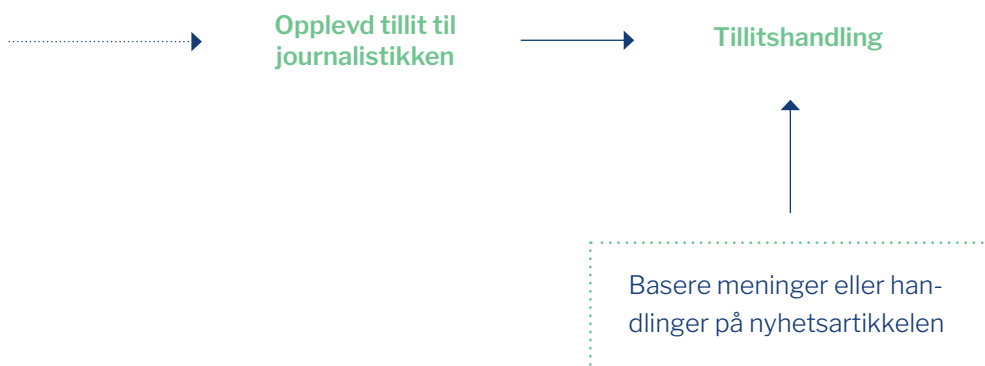 Opplevd tillit til
journalistikken
Tillitshandling
Basere meninger eller han-
dlinger på nyhetsartikkelen